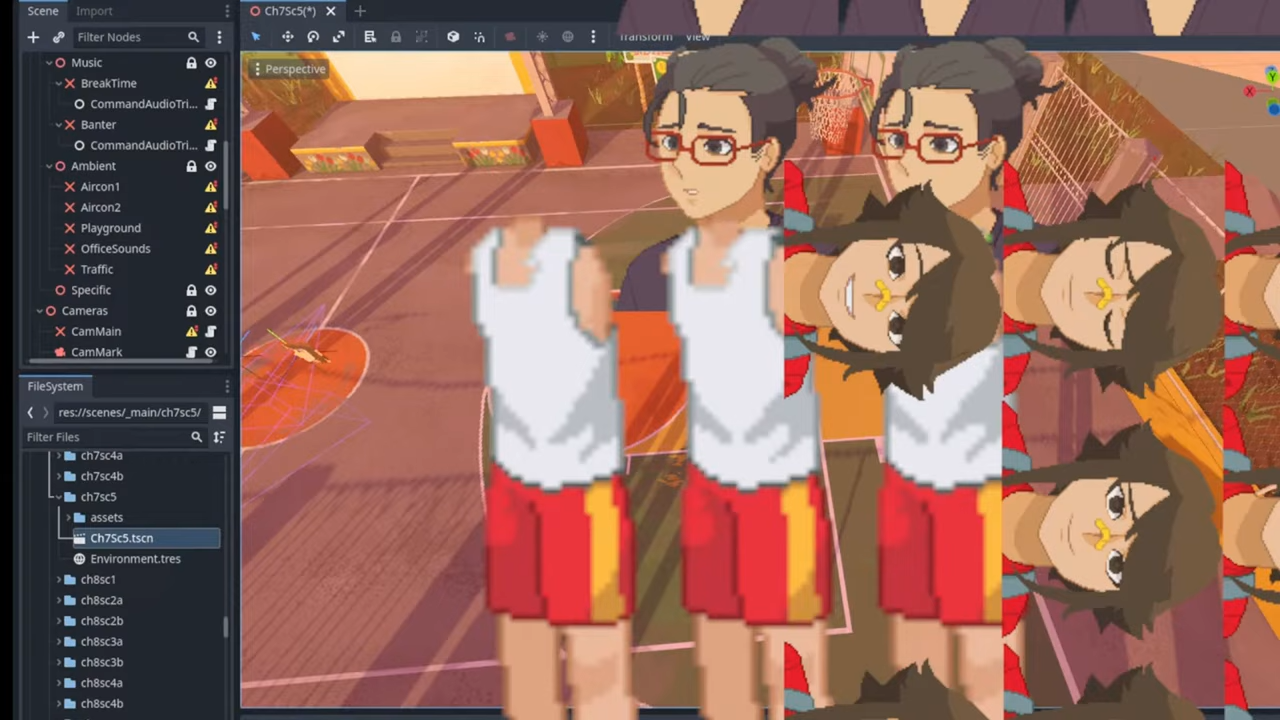 Scene
Import
Ch7Sc5(*)
Filter Nodes
Transform
View
Perspective
Music
BreakTime
CommandAudioTri...
Banter
CommandAudioTri...
Ambient
Aircon1
Aircon2
Playground
OfficeSounds
Traffic
Specific
Cameras
CamMain
CamMark
FileSystem
res://scenes/_main/ch7sc5/
Filter Files
ch7sc4a
ch7sc4b
ch7sc5
assets
Ch7Sc5.tscn
Environment.tres
ch8sc1
ch8sc2a
ch8sc2b
ch8sc3a
ch8sc3b
ch8sc4a
ch8sc4b
Y
X